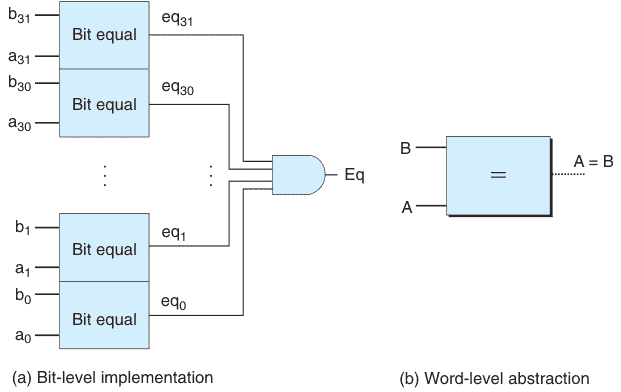 b31
Bit equal
eq31
a31
b30
Bit equal
eq30
a30
Eq
b1
Bit equal
eq1
a1
b0
Bit equal
eq0
a0
(a) Bit-level implementation
B
=
A = B
A
(b) Word-level abstraction